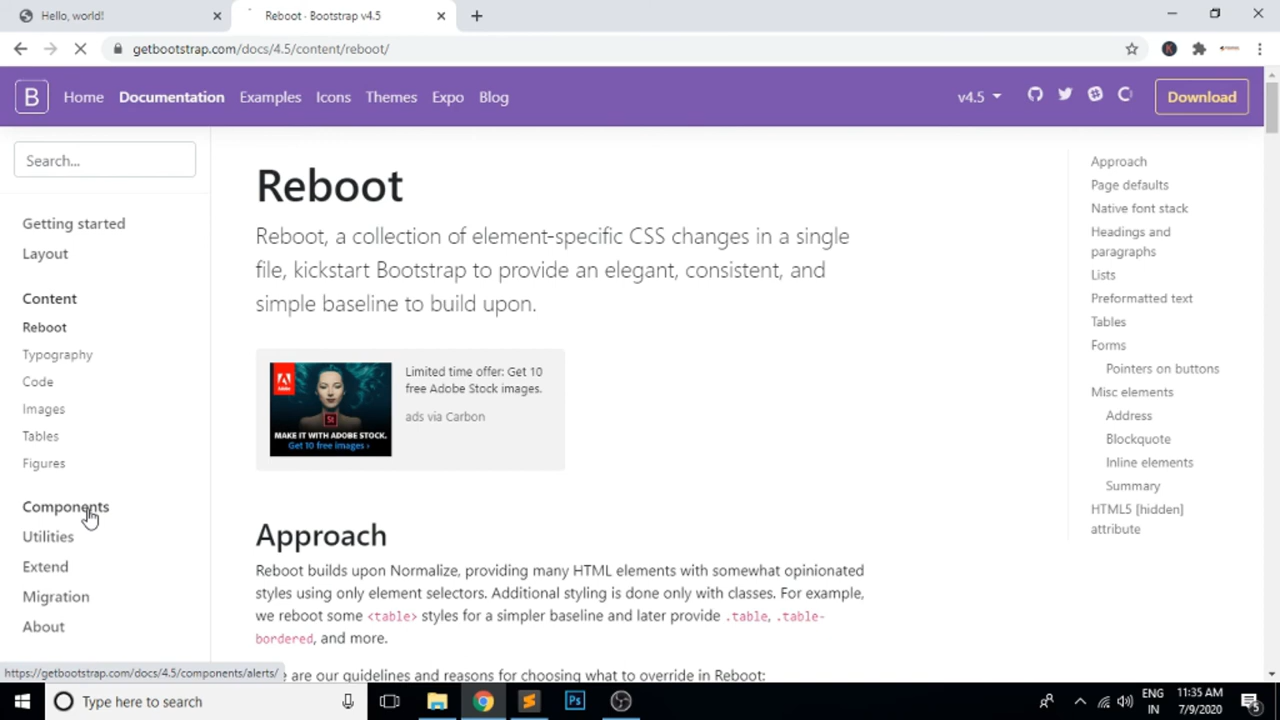 Hello, world!
Reboot · Bootstrap v4.5
getbootstrap.com/docs/4.5/content/reboot/
K
B
Home
Documentation
Examples
Icons
Themes
Expo
Blog
v4.5
Download
Search...
Getting started
Layout
Content
Reboot
Typography
Code
Images
Tables
Figures
Components
Utilities
Extend
Migration
About
Reboot
Reboot, a collection of element-specific CSS changes in a single
file, kickstart Bootstrap to provide an elegant, consistent, and
simple baseline to build upon.
Adobe
St
MAKE IT WITH ADOBE STOCK.
Get 10 free images ›
Limited time offer: Get 10
free Adobe Stock images.
ads via Carbon
Approach
Reboot builds upon Normalize, providing many HTML elements with somewhat opinionated
styles using only element selectors. Additional styling is done only with classes. For example,
we reboot some <table> styles for a simpler baseline and later provide .table, .table-
bordered, and more.
e are our guidelines and reasons for choosing what to override in Reboot:
Approach
Page defaults
Native font stack
Headings and
paragraphs
Lists
Preformatted text
Tables
Forms
Pointers on buttons
Misc elements
Address
Blockquote
Inline elements
Summary
HTML5 [hidden]
attribute
https://getbootstrap.com/docs/4.5/components/alerts/
Type here to search
Ps
ENG
IN
11:35 AM
7/9/2020
5